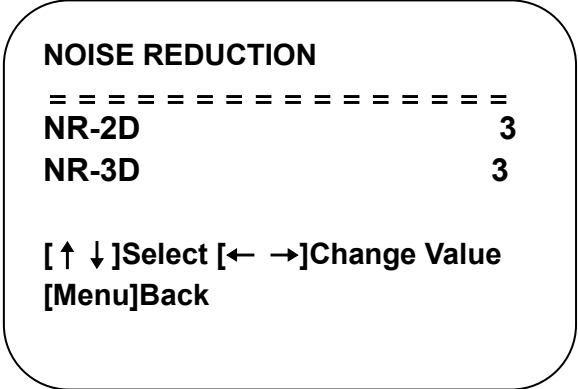 NOISE REDUCTION
= = = = = = = = = = = = = = = =
NR-2D 3
NR-3D 3
[↑ ↓]Select [← →]Change Value
[Menu]Back